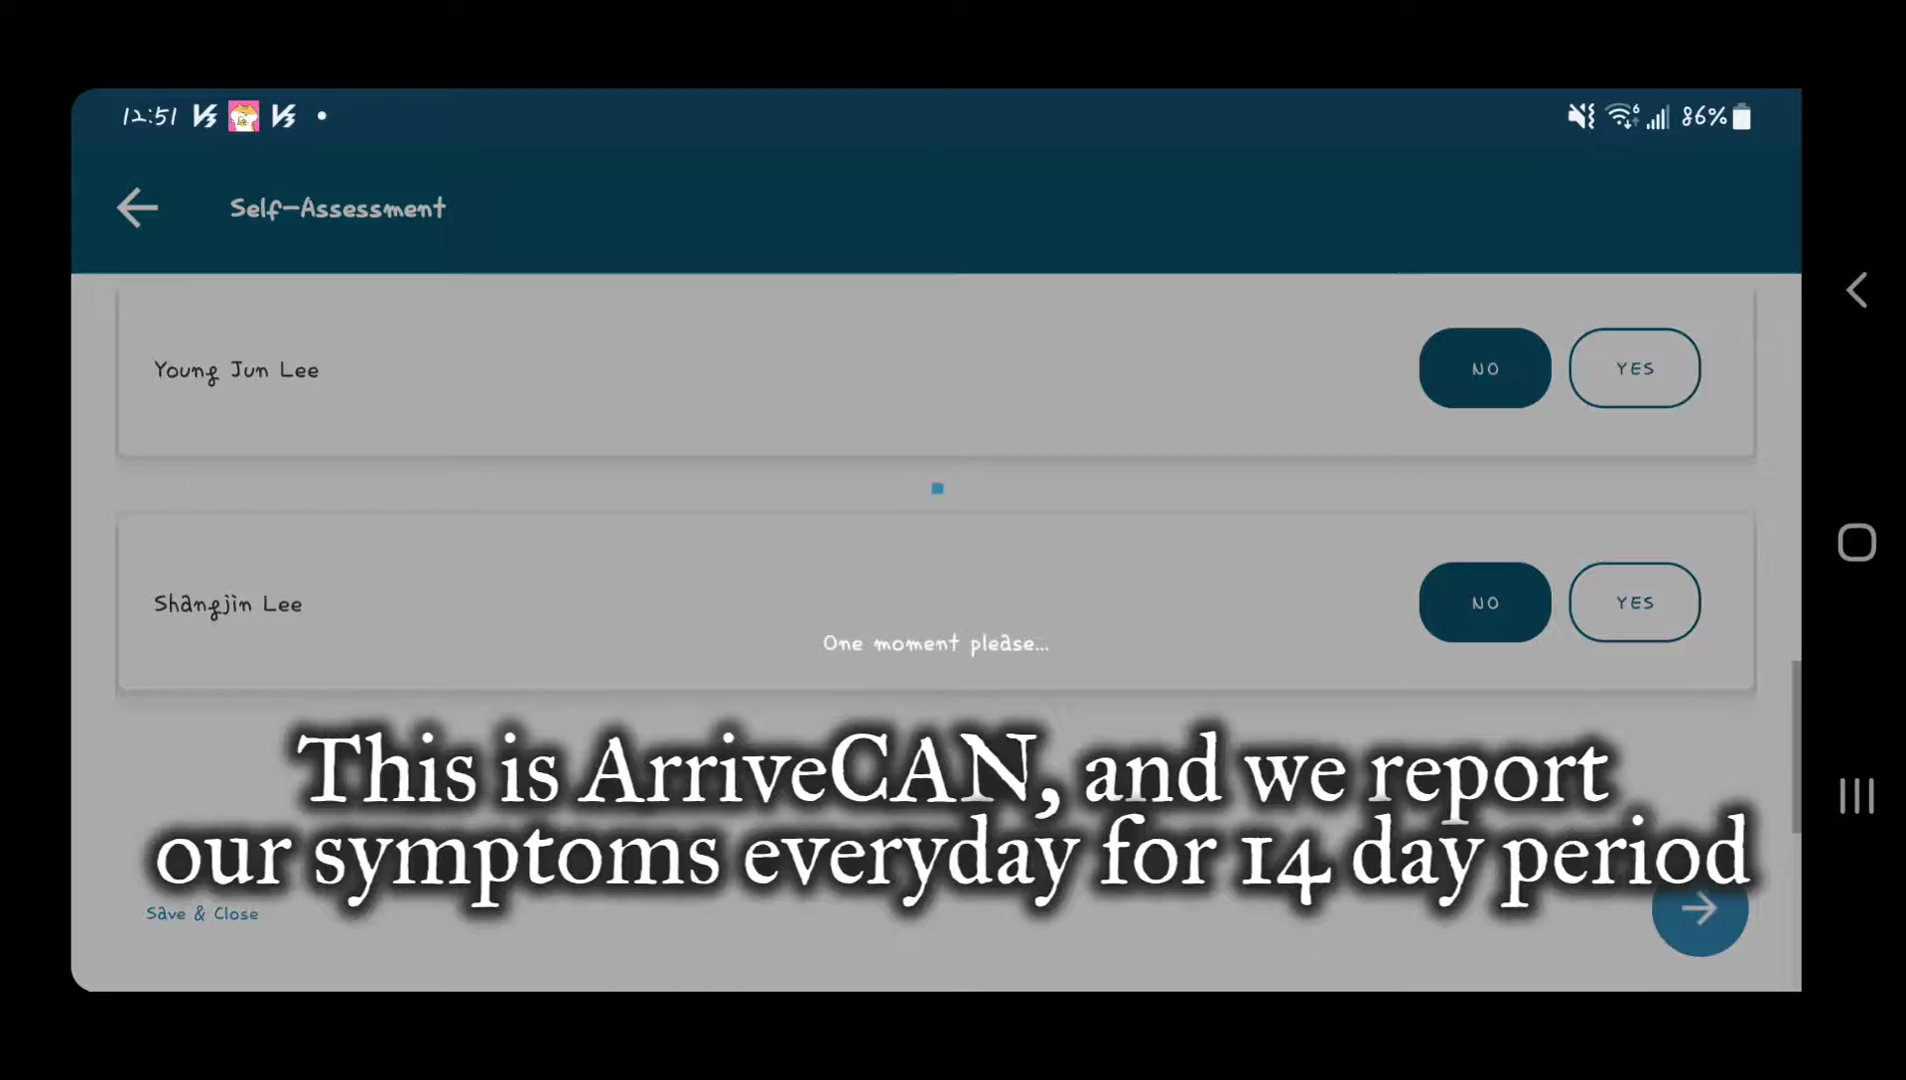 12:51
86%
Self-Assessment
Young Jun Lee
NO
YES
Shangjin Lee
NO
YES
One moment please...
This is ArriveCAN, and we report
our symptoms everyday for 14 day period
Save & Close